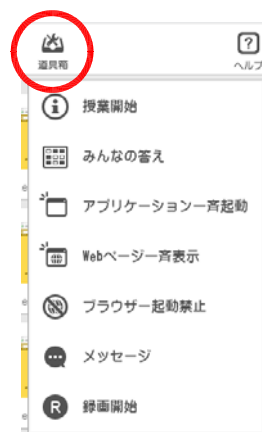 道具箱
ヘルプ
授業開始
みんなの答え
アプリケーション一斉起動
Webページ一斉表示
ブラウザー起動禁止
メッセージ
R 録画開始